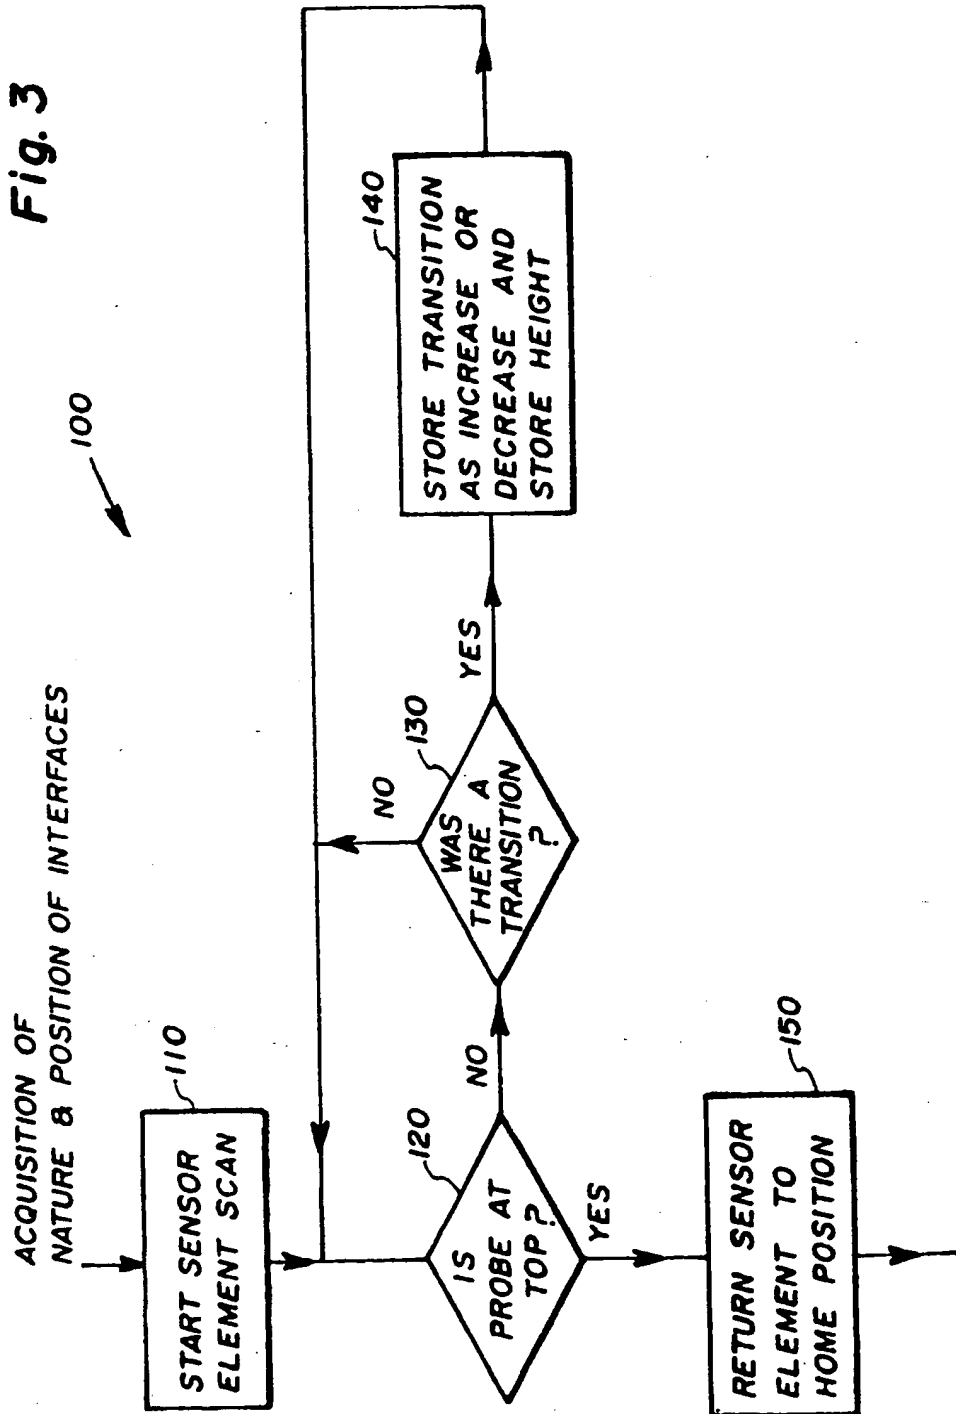 Fig. 3
100
ACQUISITION OF
NATURE & POSITION OF INTERFACES
110
START SENSOR
ELEMENT SCAN
120
IS
PROBE AT
TOP?
NO
YES
130
WAS
THERE A
TRANSITION
?
NO
YES
140
STORE TRANSITION
AS INCREASE OR
DECREASE AND
STORE HEIGHT
150
RETURN SENSOR
ELEMENT TO
HOME POSITION